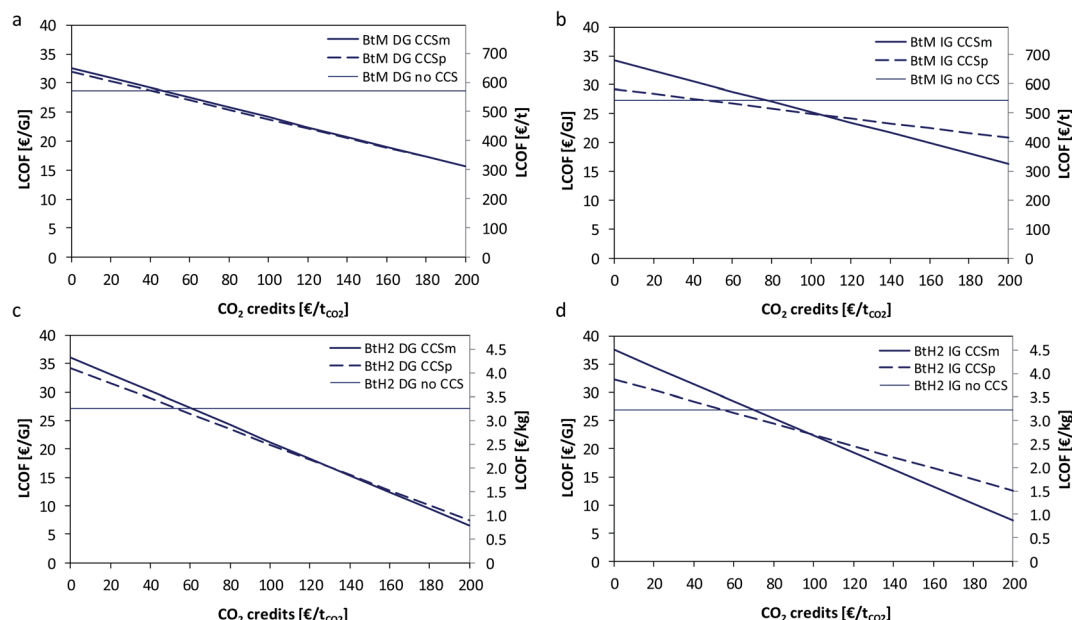 a
40
35
30
25
20
15
10
5
0
LCOF [€/GJ]
BtM DG CCSm
BtM DG CCSp
BtM DG no CCS
700
600
500
400
300
200
100
0
LCOF [€/t]
0 20 40 60 80 100 120 140 160 180 200
CO2 credits [€/tCO2]
b
40
35
30
25
20
15
10
5
0
LCOF [€/GJ]
BtM IG CCSm
BtM IG CCSp
BtM IG no CCS
700
600
500
400
300
200
100
0
LCOF [€/t]
0 20 40 60 80 100 120 140 160 180 200
CO2 credits [€/tCO2]
c
40
35
30
25
20
15
10
5
0
LCOF [€/GJ]
BtH2 DG CCSm
BtH2 DG CCSp
BtH2 DG no CCS
4.5
4.0
3.5
3.0
2.5
2.0
1.5
1.0
0.5
0
LCOF [€/kg]
0 20 40 60 80 100 120 140 160 180 200
CO2 credits [€/tCO2]
d
40
35
30
25
20
15
10
5
0
LCOF [€/GJ]
BtH2 IG CCSm
BtH2 IG CCSp
BtH2 IG no CCS
4.5
4.0
3.5
3.0
2.5
2.0
1.5
1.0
0.5
0
LCOF [€/kg]
0 20 40 60 80 100 120 140 160 180 200
CO2 credits [€/tCO2]